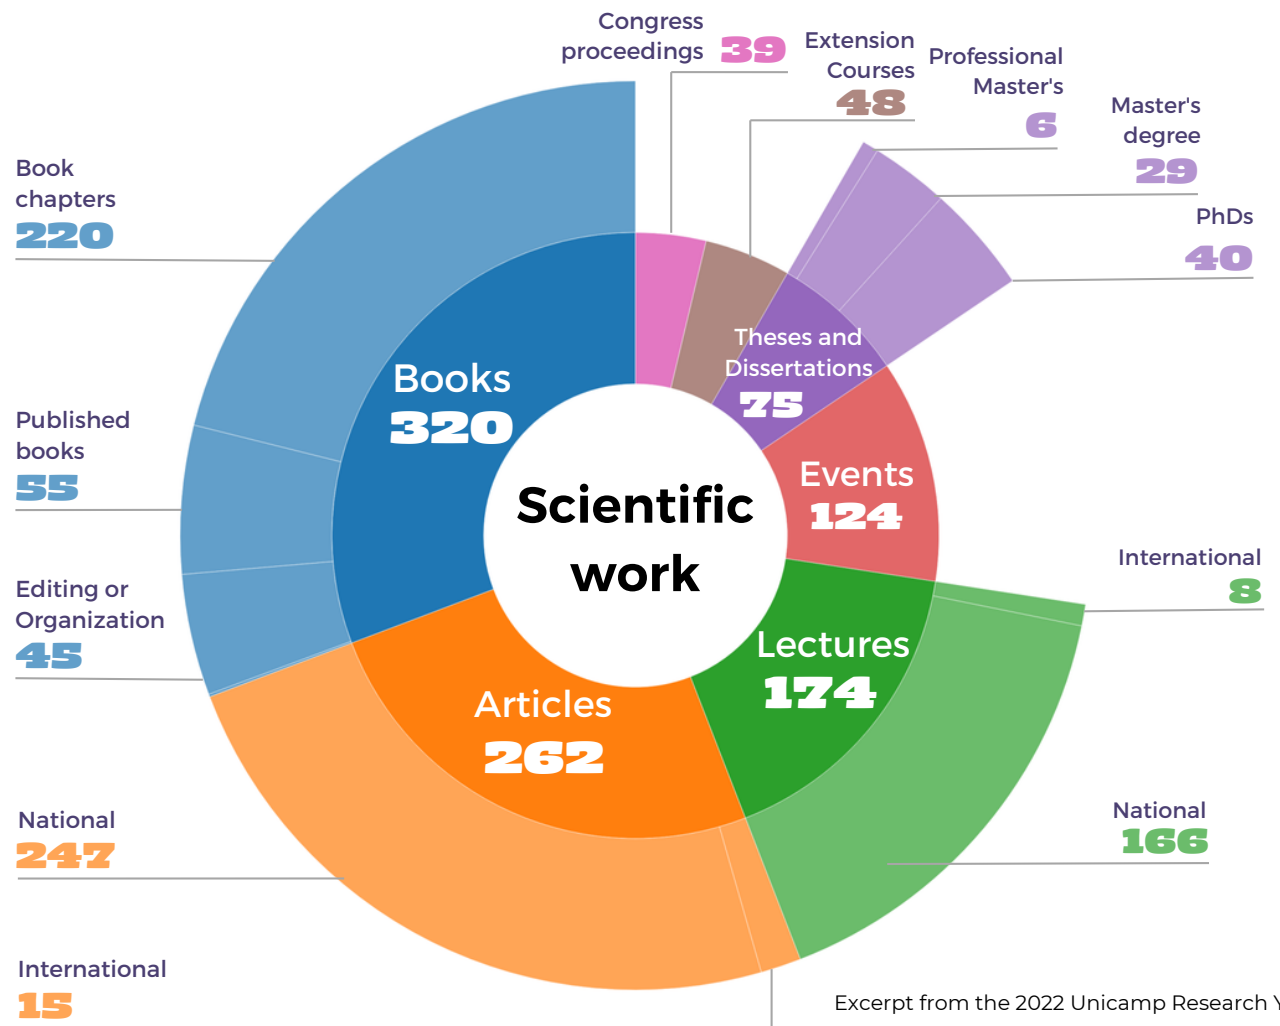 Congress
proceedings 39
Extension
Courses
48
Professional
Master's
6
Master's
degree
29
PhDs
40
Book
chapters
220
Published
books
55
Editing or
Organization
45
Books
320
Theses and
Dissertations
75
Events
124
Scientific
work
International
8
Lectures
174
Articles
262
National
166
National
247
International
15
Excerpt from the 2022 Unicamp Research